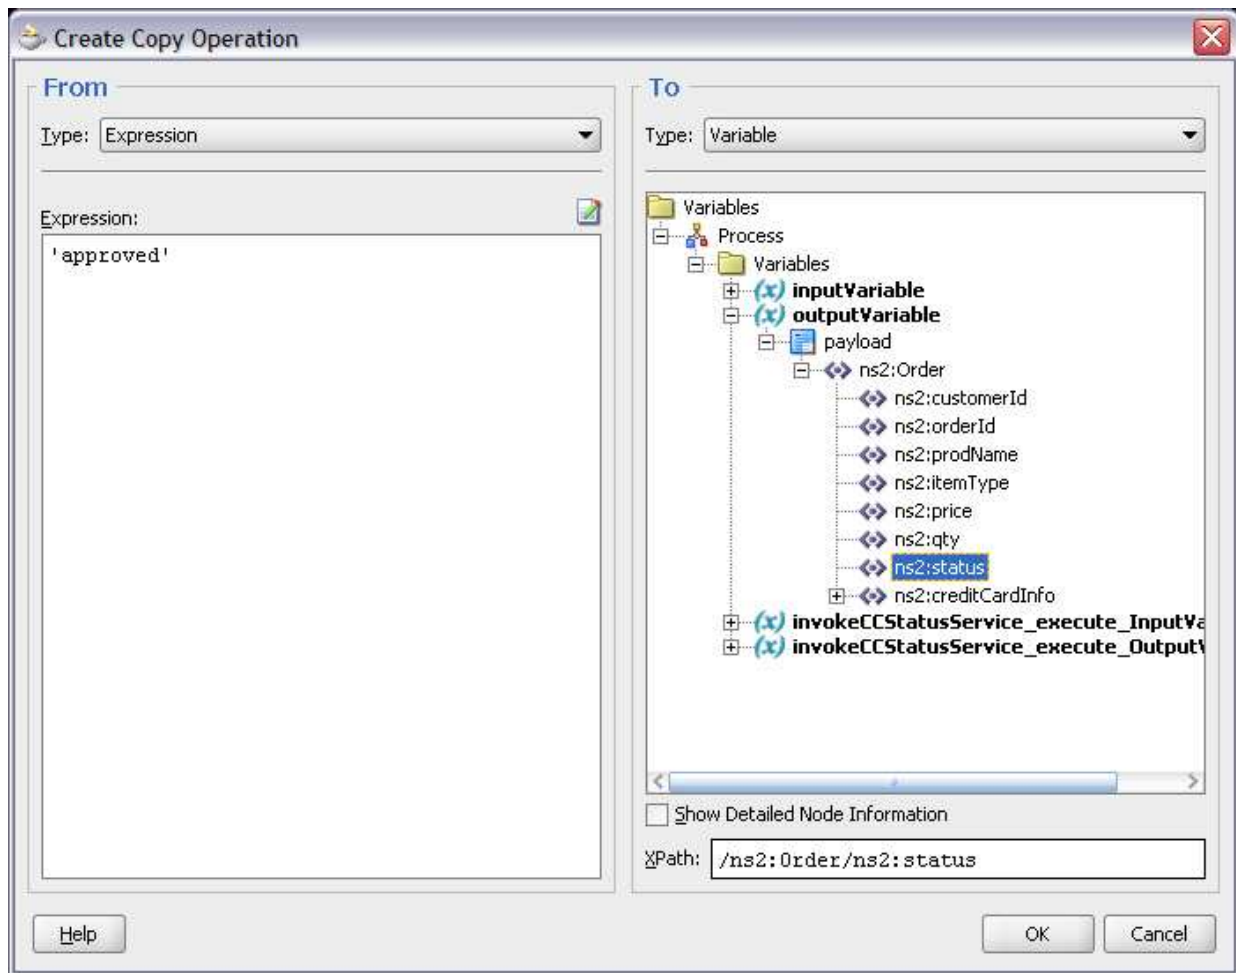 Create Copy Operation
From
Type: Expression
Expression:
'approved'
To
Type: Variable
Variables
Process
Variables
(x) inputVariable
(x) outputVariable
payload
ns2:Order
ns2:customerId
ns2:orderId
ns2:prodName
ns2:itemType
ns2:price
ns2:qty
ns2:status
ns2:creditCardInfo
(x) invokeCCStatusService_execute_InputVa
(x) invokeCCStatusService_execute_OutputV
Show Detailed Node Information
XPath: /ns2:Order/ns2:status
Help
OK
Cancel